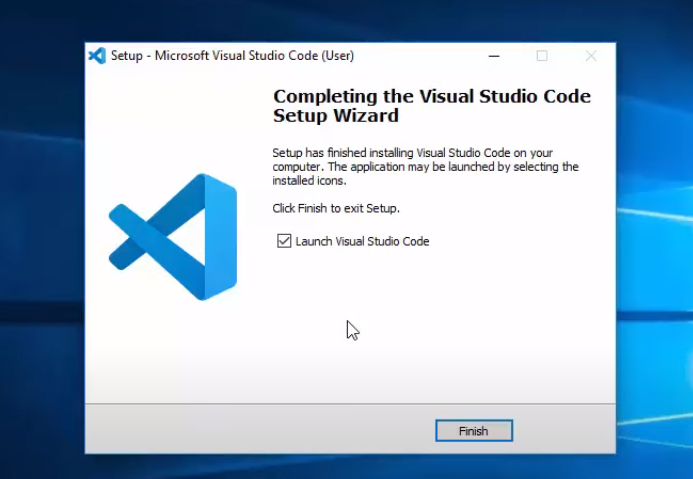 Setup - Microsoft Visual Studio Code (User)
Completing the Visual Studio Code
Setup Wizard
Setup has finished installing Visual Studio Code on your
computer. The application may be launched by selecting the
installed icons.
Click Finish to exit Setup.
Launch Visual Studio Code
Finish